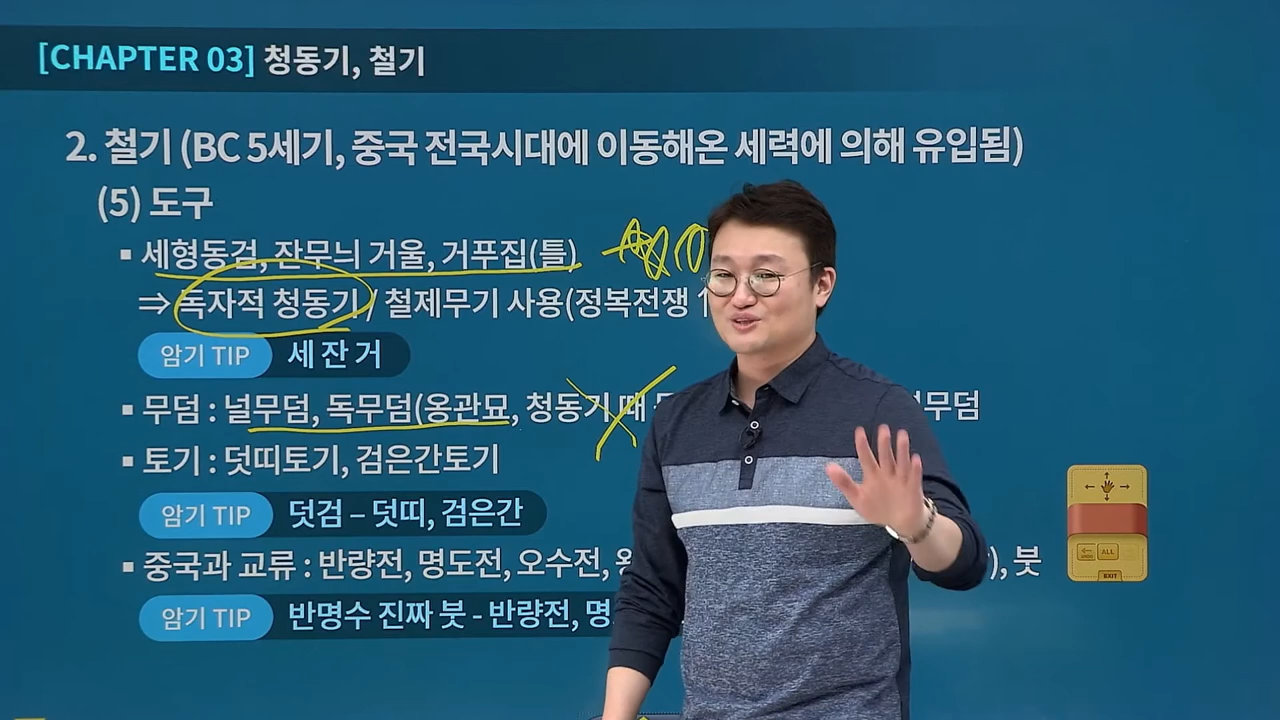 [CHAPTER 03] 청동기, 철기
2. 철기 (BC 5세기, 중국 전국시대에 이동해온 세력에 의해 유입됨)
(5) 도구
▪ 세형동검, 잔무늬 거울, 거푸집(틀)
⇒ 독자적 청동기 / 철제무기 사용(정복전쟁
암기 TIP 세 잔 거
▪ 무덤 : 널무덤, 독무덤(옹관묘, 청동기 때 무덤
▪ 토기 : 덧띠토기, 검은간토기
암기 TIP 덧검 – 덧띠, 검은간
▪ 중국과 교류 : 반량전, 명도전, 오수전, ), 붓
암기 TIP 반명수 진짜 붓 - 반량전, 명
ALL
EXIT